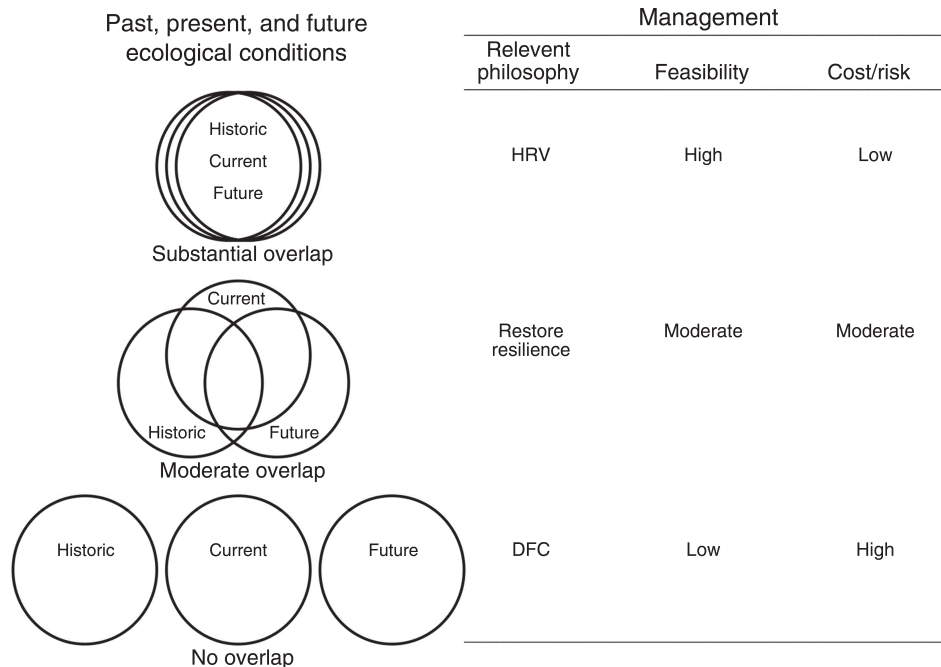 Past, present, and future
ecological conditions
Management
Relevent
philosophy
Feasibility
Cost/risk
Historic
Current
Future
Substantial overlap
HRV
High
Low
Current
Historic
Future
Moderate overlap
Restore
resilience
Moderate
Moderate
Historic
Current
Future
No overlap
DFC
Low
High